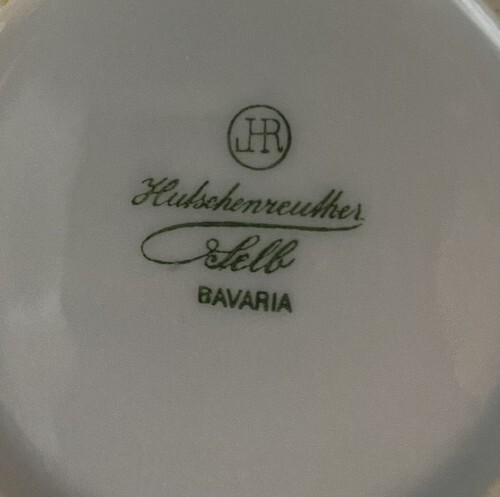 JHR
Hutschenreuther
Selb
BAVARIA